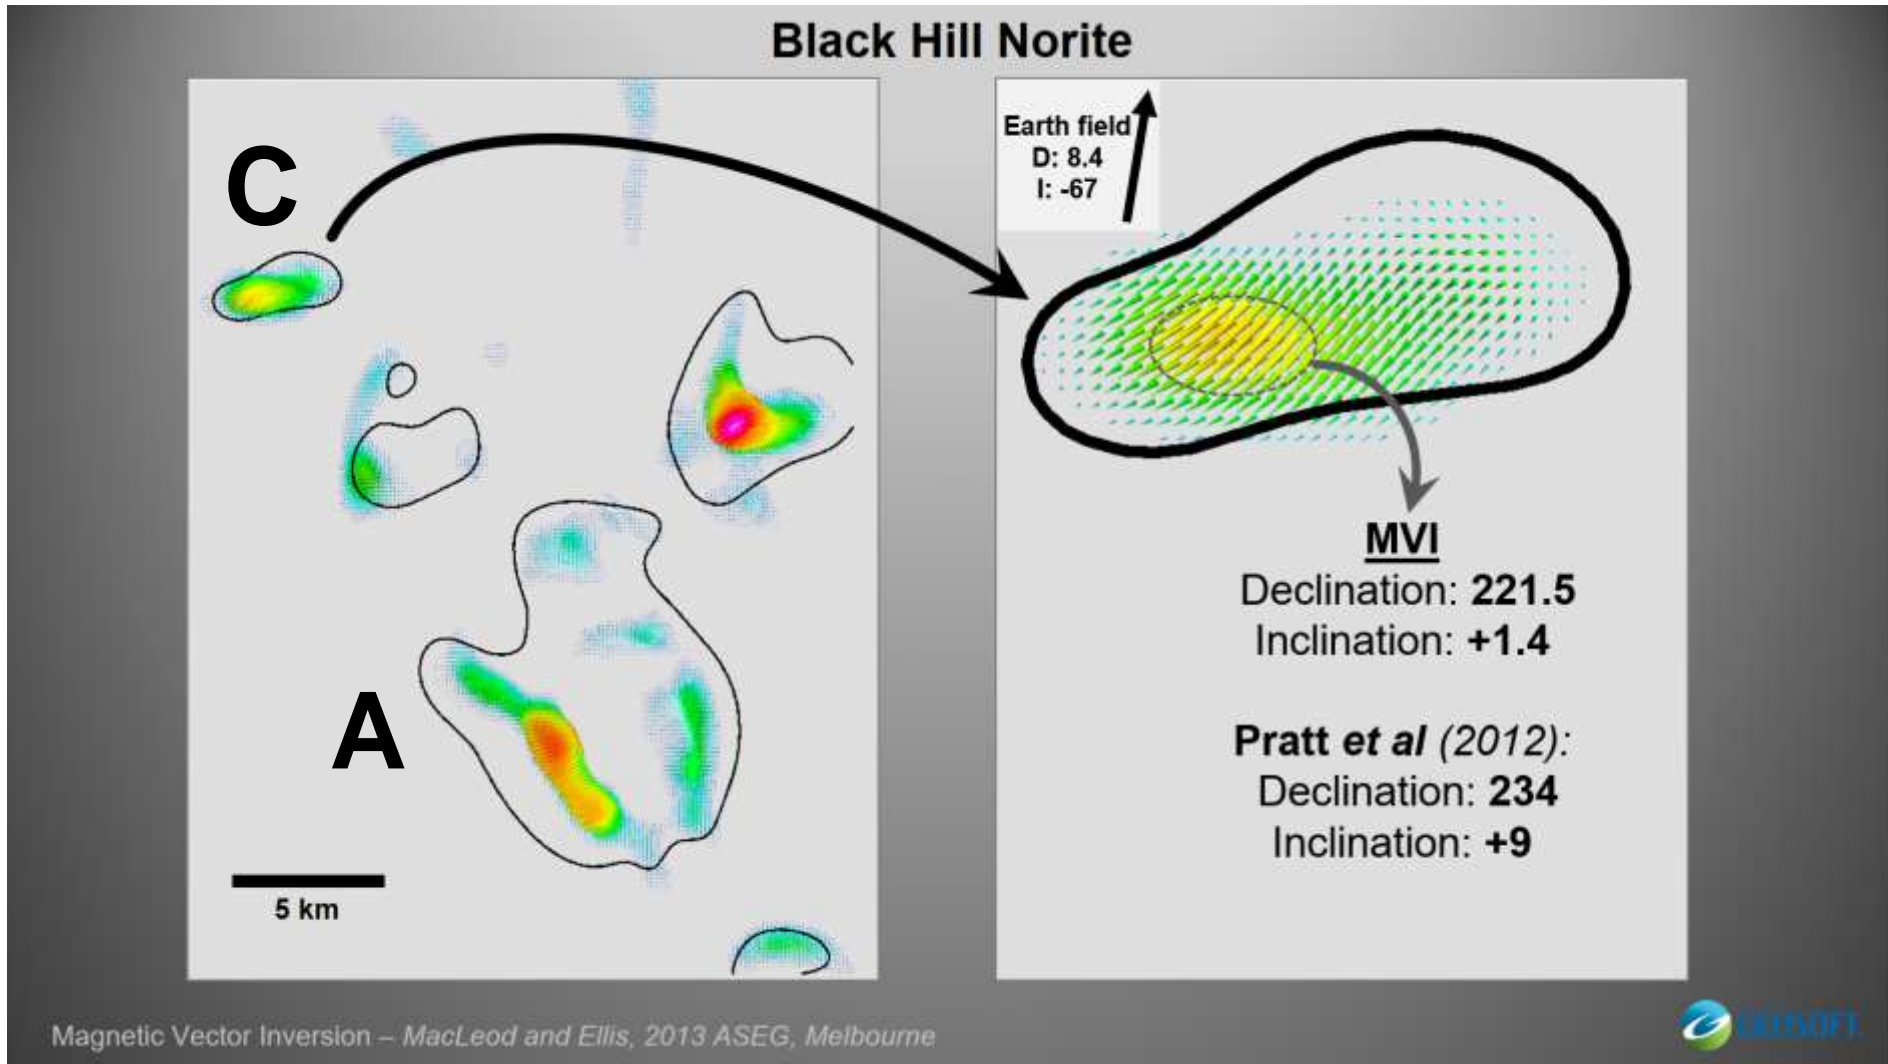 Black Hill Norite
C
A
5 km
Earth field
D: 8.4
I: -67
MVI
Declination: 221.5
Inclination: +1.4
Pratt et al (2012):
Declination: 234
Inclination: +9
Magnetic Vector Inversion – MacLeod and Ellis, 2013 ASEG, Melbourne
GEOSOFT